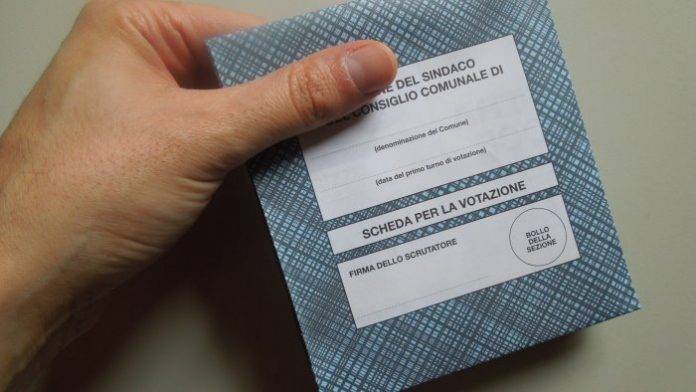 DEL SINDACO
CONSIGLIO COMUNALE DI
(denominazione del Comune)
(data del primo turno di votazione)
SCHEDA PER LA VOTAZIONE
FIRMA DELLO SCRUTATORE
BOLLO
DELLA
SEZIONE